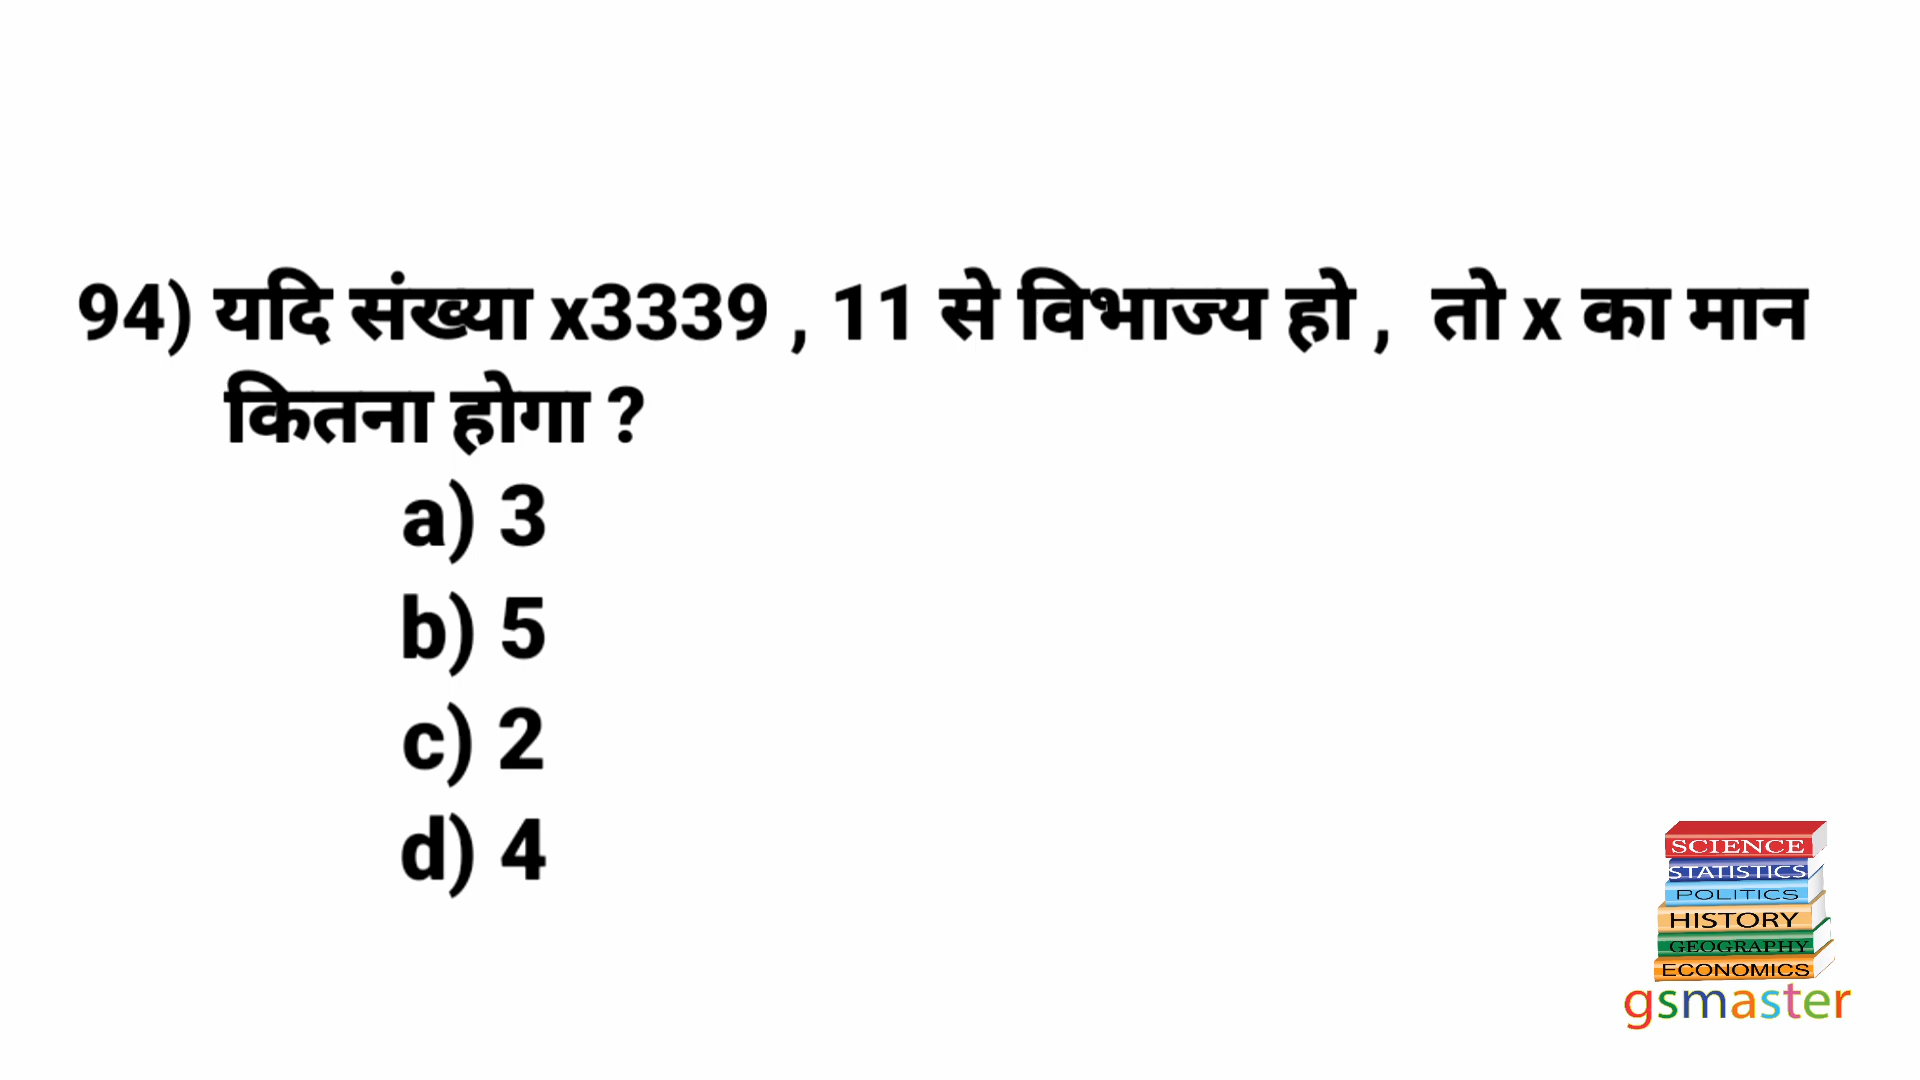 94) यदि संख्या x3339 , 11 से विभाज्य हो , तो x का मान
कितना होगा ?
a) 3
b) 5
c) 2
d) 4
SCIENCE
STATISTICS
POLITICS
HISTORY
GEOGRAPHY
ECONOMICS
gsmaster